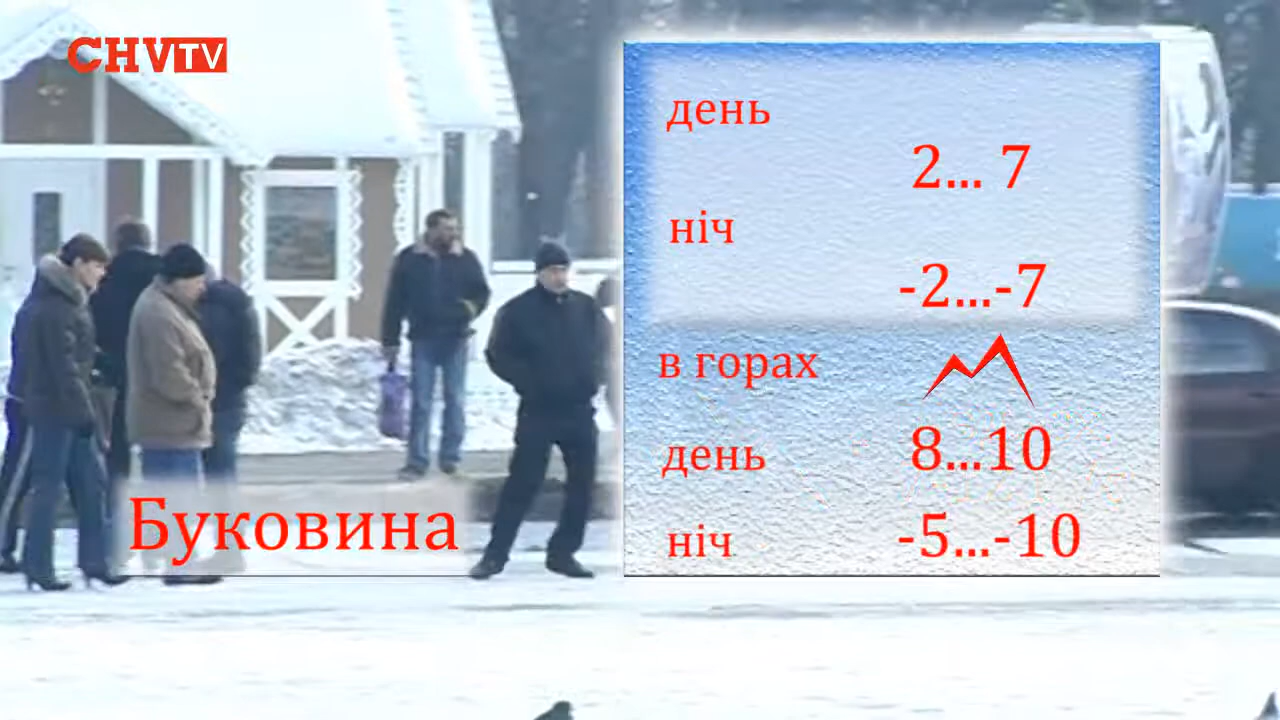 CHVTV
день
2... 7
ніч
-2...-7
в горах
день 8...10
ніч -5...-10
Буковина